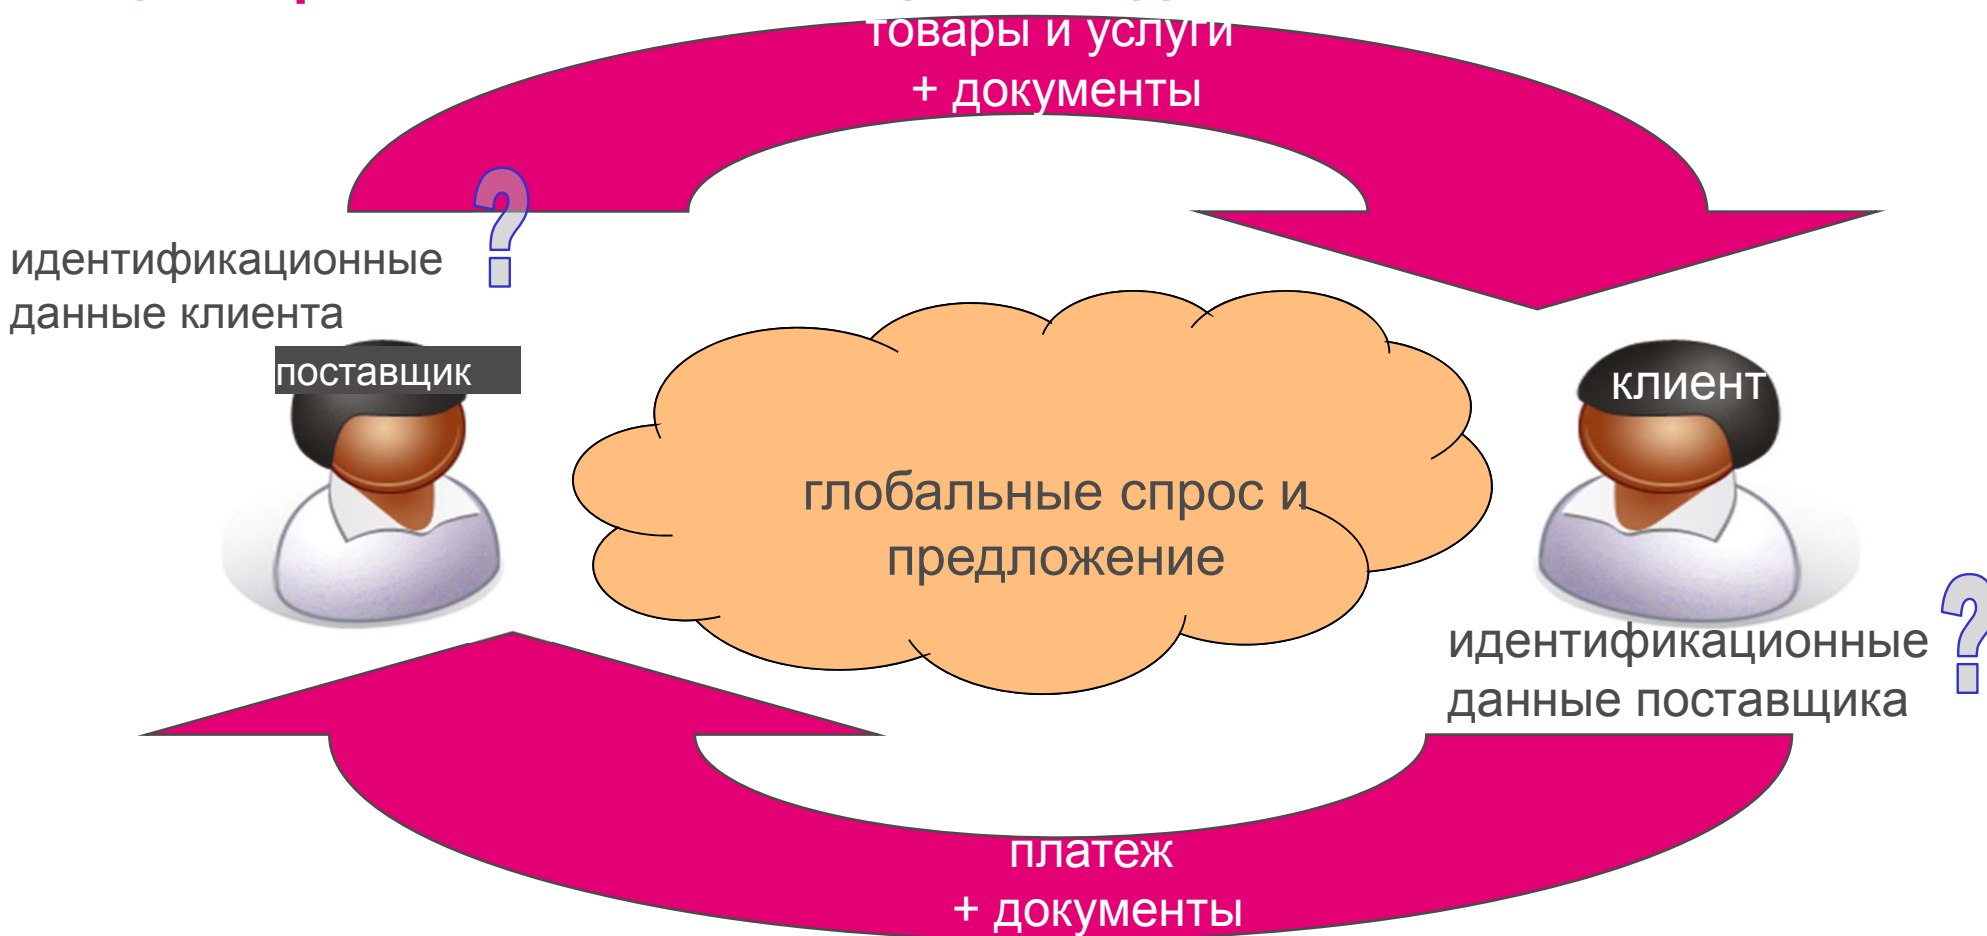 товары и услуги
+ документы
идентификационные
данные клиента
поставщик
клиент
глобальные спрос и
предложение
идентификационные
данные поставщика
платеж
+ документы